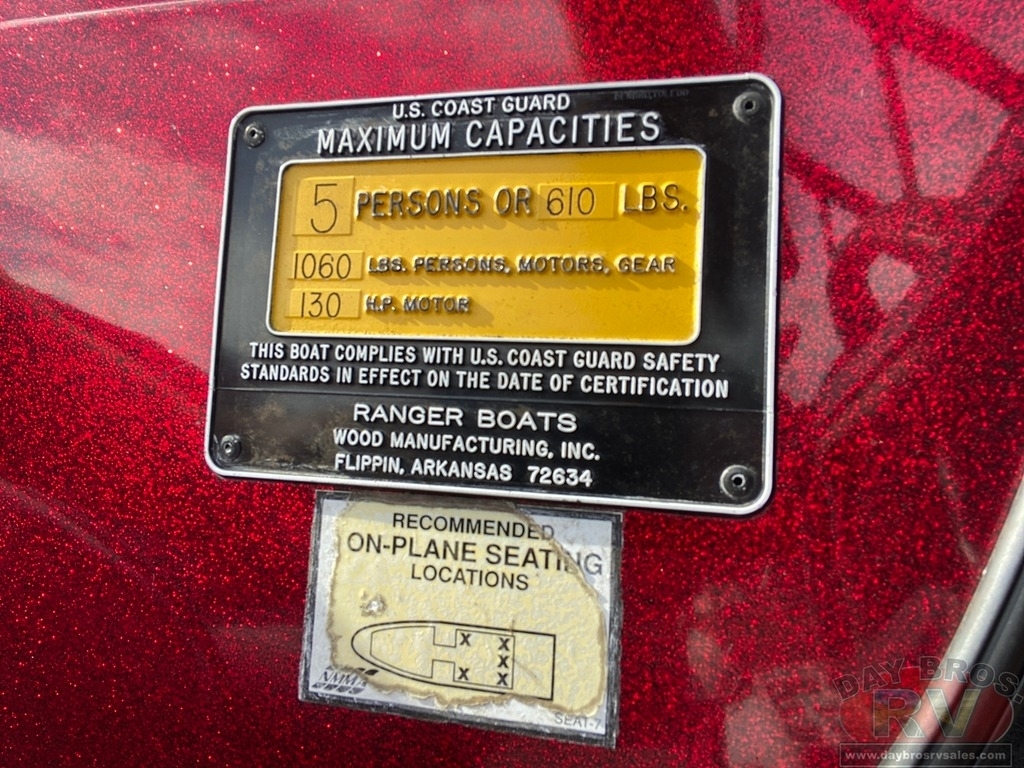 U.S. COAST GUARD
MAXIMUM CAPACITIES
5 PERSONS OR 610 LBS.
1060 LBS. PERSONS, MOTORS, GEAR
130 H.P. MOTOR
THIS BOAT COMPLIES WITH U.S. COAST GUARD SAFETY
STANDARDS IN EFFECT ON THE DATE OF CERTIFICATION
RANGER BOATS
WOOD MANUFACTURING, INC.
FLIPPIN, ARKANSAS 72634
RECOMMENDED
ON-PLANE SEATING
LOCATIONS
X X
X
X X
NMMA
SEAT-7
DAY BROS
RV
www.daybrosrvsales.com